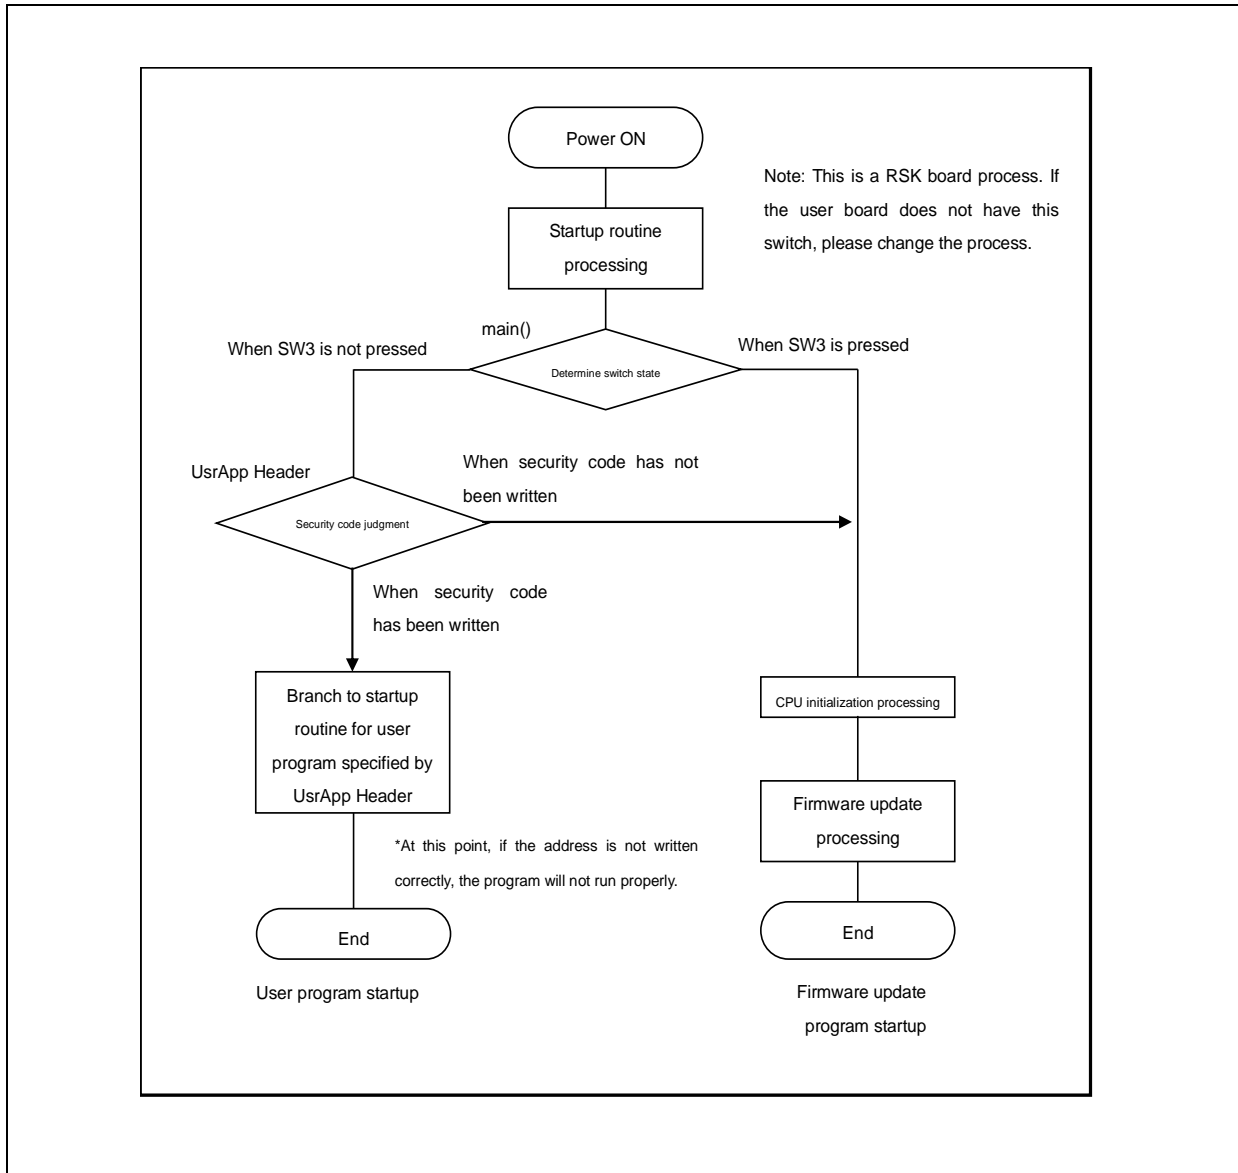 Power ON
Note: This is a RSK board process. If
the user board does not have this
switch, please change the process.
Startup routine
processing
main()
When SW3 is not pressed
When SW3 is pressed
Determine switch state
UsrApp Header
When security code has not
been written
Security code judgment
When security code
has been written
Branch to startup
routine for user
program specified by
UsrApp Header
CPU initialization processing
Firmware update
processing
*At this point, if the address is not written
correctly, the program will not run properly.
End
End
User program startup
Firmware update
program startup